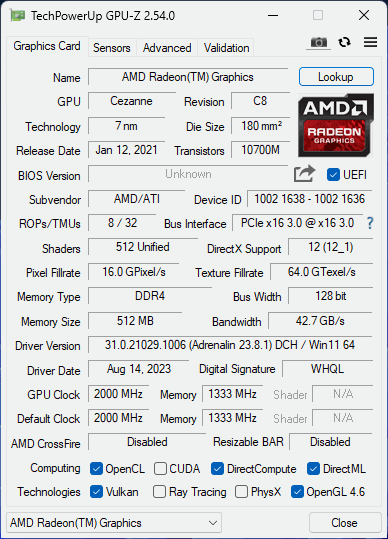 TechPowerUp GPU-Z 2.54.0
Graphics Card Sensors Advanced Validation
Name AMD Radeon(TM) Graphics Lookup
GPU Cezanne Revision C8
AMD RADEON GRAPHICS
Technology 7 nm Die Size 180 mm²
Release Date Jan 12, 2021 Transistors 10700M
BIOS Version Unknown UEFI
Subvendor AMD/ATI Device ID 1002 1638 - 1002 1636
ROPs/TMUs 8 / 32 Bus Interface PCIe x16 3.0 @ x16 3.0 ?
Shaders 512 Unified DirectX Support 12 (12_1)
Pixel Fillrate 16.0 GPixel/s Texture Fillrate 64.0 GTexel/s
Memory Type DDR4 Bus Width 128 bit
Memory Size 512 MB Bandwidth 42.7 GB/s
Driver Version 31.0.21029.1006 (Adrenalin 23.8.1) DCH / Win11 64
Driver Date Aug 14, 2023 Digital Signature WHQL
GPU Clock 2000 MHz Memory 1333 MHz Shader N/A
Default Clock 2000 MHz Memory 1333 MHz Shader N/A
AMD CrossFire Disabled Resizable BAR Disabled
Computing OpenCL CUDA DirectCompute DirectML
Technologies Vulkan Ray Tracing PhysX OpenGL 4.6
AMD Radeon(TM) Graphics Close